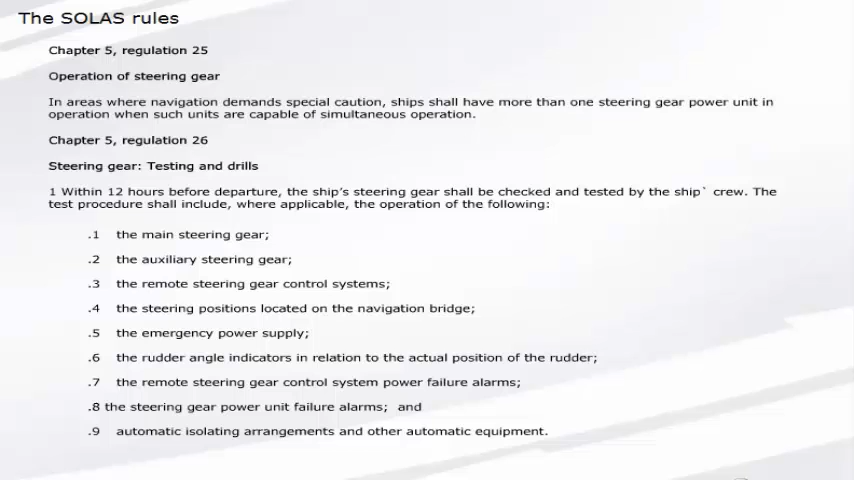 The SOLAS rules
Chapter 5, regulation 25
Operation of steering gear
In areas where navigation demands special caution, ships shall have more than one steering gear power unit in
operation when such units are capable of simultaneous operation.
Chapter 5, regulation 26
Steering gear: Testing and drills
1 Within 12 hours before departure, the ship's steering gear shall be checked and tested by the ship` crew. The
test procedure shall include, where applicable, the operation of the following:
.1 the main steering gear;
.2 the auxiliary steering gear;
.3 the remote steering gear control systems;
.4 the steering positions located on the navigation bridge;
.5 the emergency power supply;
.6 the rudder angle indicators in relation to the actual position of the rudder;
.7 the remote steering gear control system power failure alarms;
.8 the steering gear power unit failure alarms; and
.9 automatic isolating arrangements and other automatic equipment.